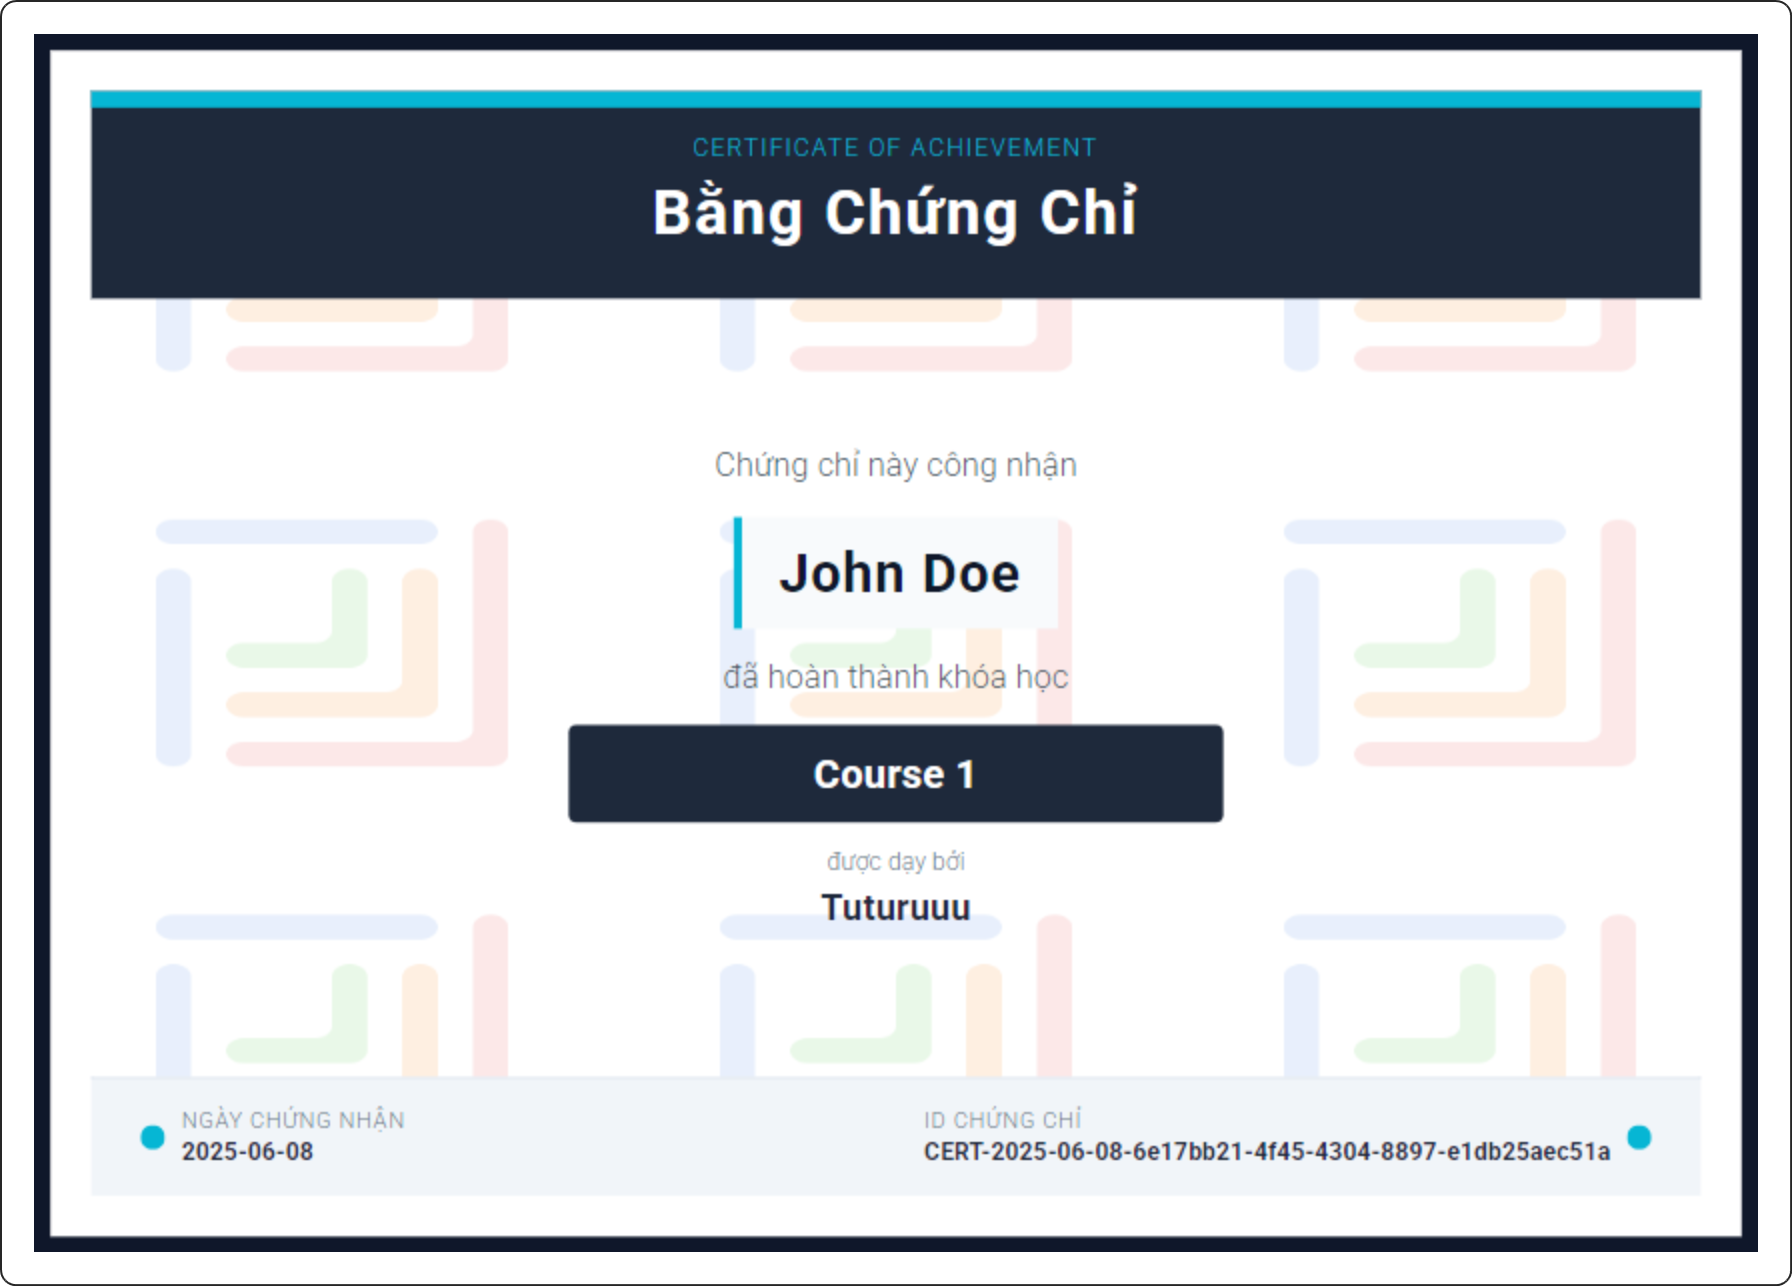 CERTIFICATE OF ACHIEVEMENT
Bằng Chứng Chỉ
Chứng chỉ này công nhận
John Doe
đã hoàn thành khóa học
Course 1
được dạy bởi
Tuturuuu
NGÀY CHỨNG NHẬN
2025-06-08
ID CHỨNG CHỈ
CERT-2025-06-08-6e17bb21-4f45-4304-8897-e1db25aec51a